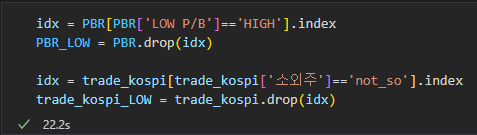 idx = PBR[PBR['LOW P/B']=='HIGH'].index
PBR_LOW = PBR.drop(idx)
idx = trade_kospi[trade_kospi['소외주']=='not_so'].index
trade_kospi_LOW = trade_kospi.drop(idx)
22.2s